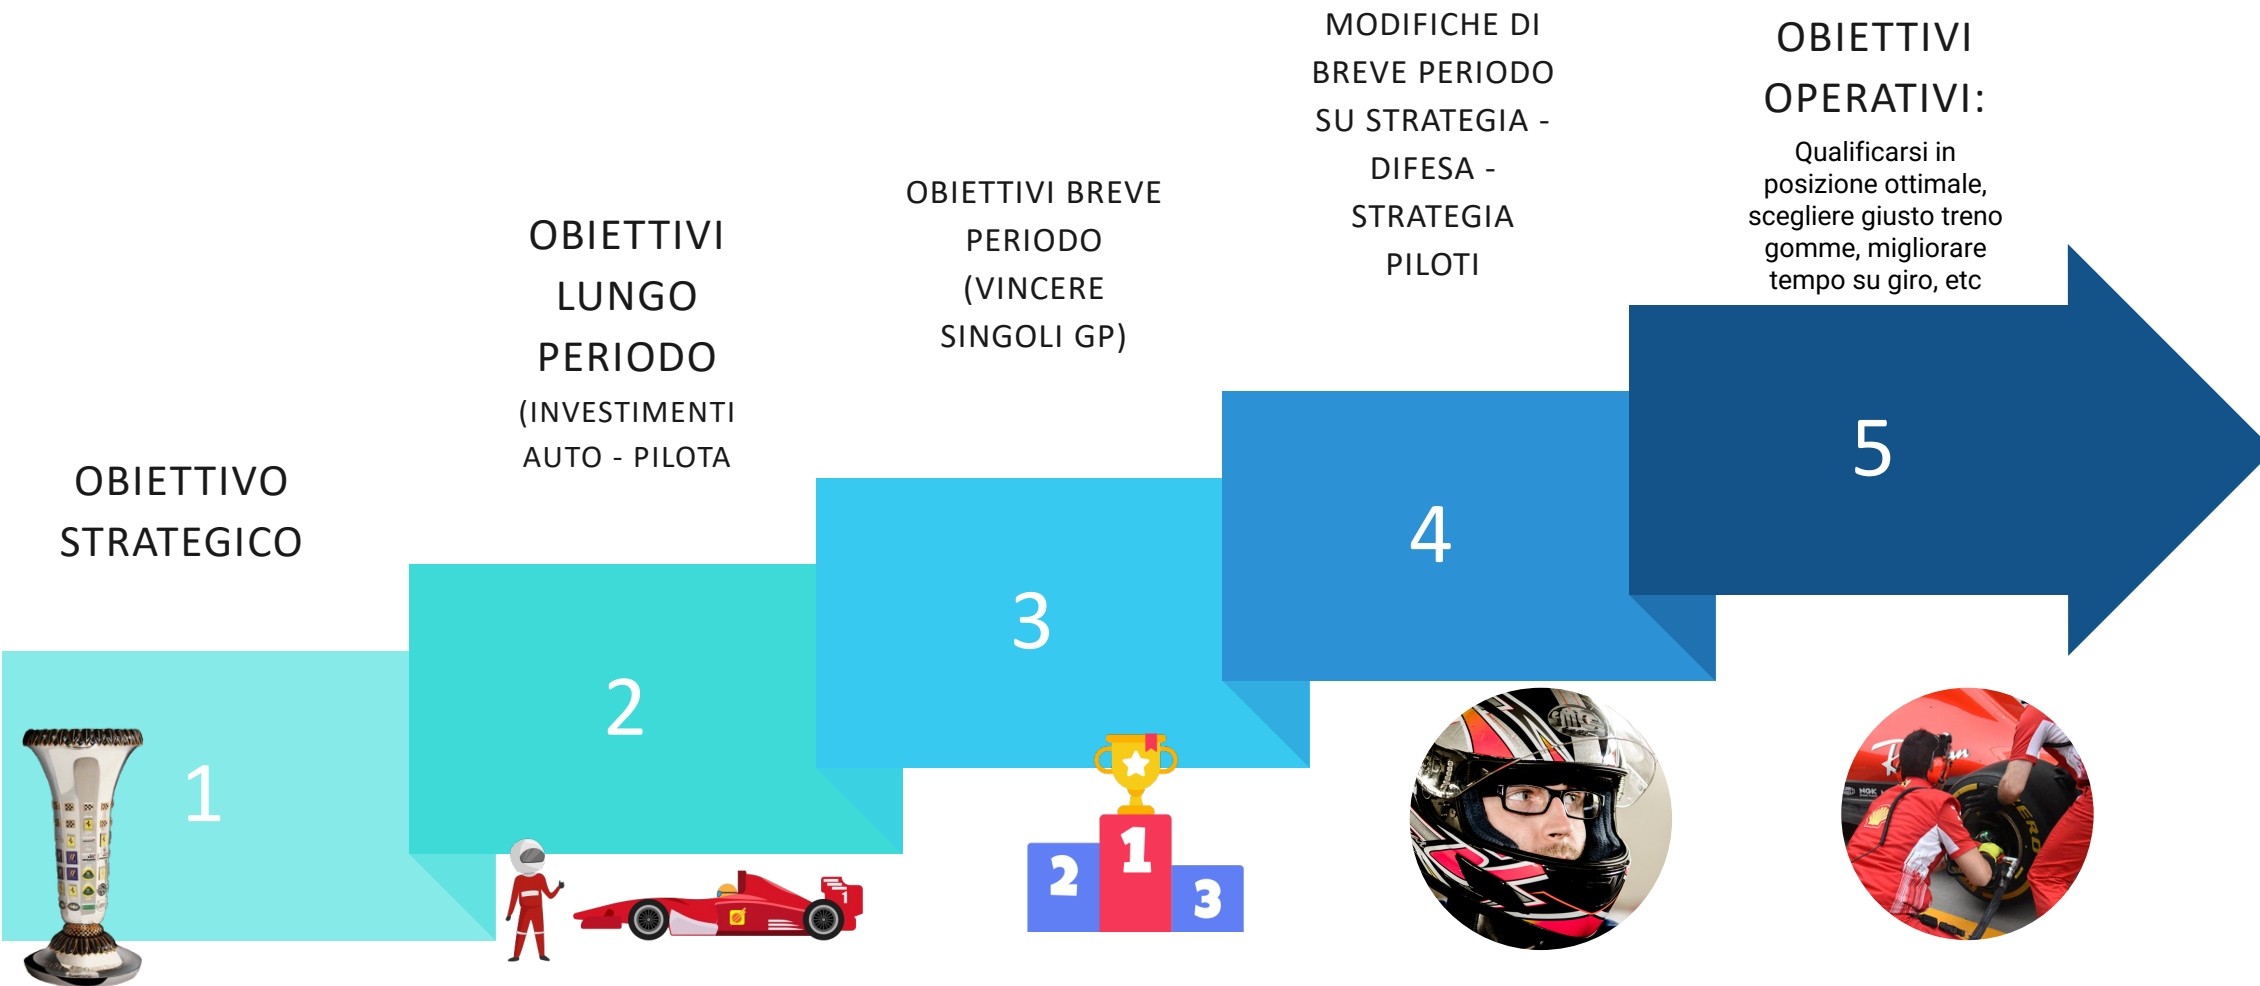 OBIETTIVO
STRATEGICO
1
OBIETTIVI
LUNGO
PERIODO
(INVESTIMENTI
AUTO - PILOTA
2
OBIETTIVI BREVE
PERIODO
(VINCERE
SINGOLI GP)
3
MODIFICHE DI
BREVE PERIODO
SU STRATEGIA -
DIFESA -
STRATEGIA
PILOTI
4
OBIETTIVI
OPERATIVI:
Qualificarsi in
posizione ottimale,
scegliere giusto treno
gomme, migliorare
tempo su giro, etc
5
1
2
1
3
NGK